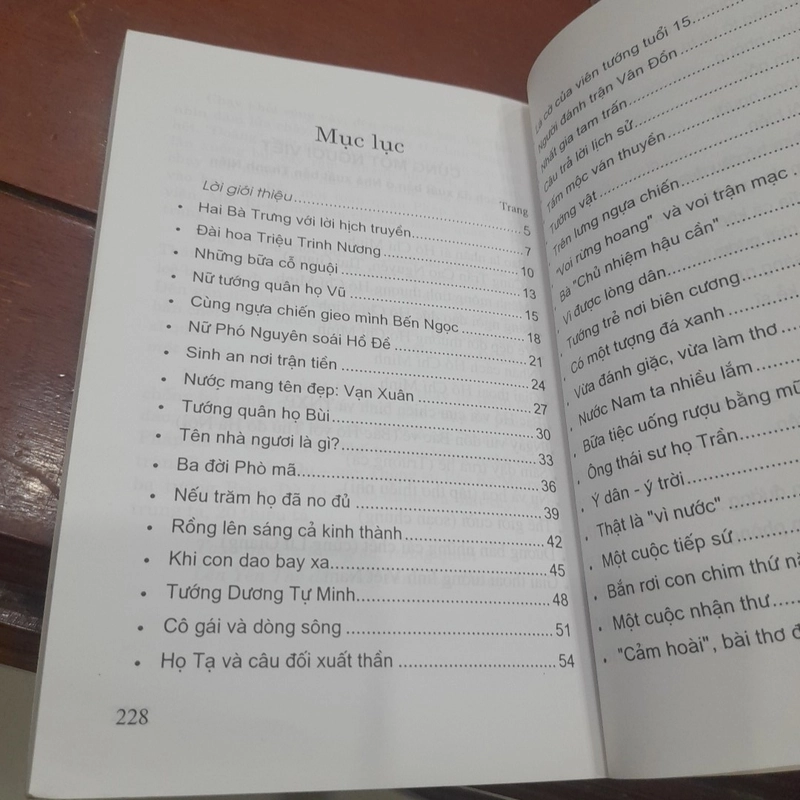 Mục lục
Trang
Lời giới thiệu 5
• Hai Bà Trưng với lời hịch truyền 7
• Đài hoa Triệu Trinh Nương 10
• Những bữa cỗ nguội 13
• Nữ tướng quân họ Vũ 15
• Cùng ngựa chiến gieo mình Bến Ngọc 18
• Nữ Phó Nguyên soái Hồ Đề 21
• Sinh an nơi trận tiền 24
• Nước mang tên đẹp: Vạn Xuân 27
• Tướng quân họ Bùi 30
• Tên nhà ngươi là gì? 33
• Ba đời Phò mã 36
• Nếu trăm họ đã no đủ 39
• Rồng lên sáng cả kinh thành 42
• Khi con dao bay xa 45
• Tướng Dương Tự Minh 48
• Cô gái và dòng sông 51
• Họ Tạ và câu đối xuất thần 54
228
Lá cờ của viên tướng tuổi 15
Người đánh trận Vân Đồn
Nhất gia tam trấn
Câu trả lời lịch sử
Tấm mộc ván thuyền
Tượng vật
Trên lưng ngựa chiến
"Voi rừng hoang" và voi trận mạc
Bà "Chủ nhiệm hậu cần"
Vì được lòng dân
• Tướng trẻ nơi biên cương
• Có một tượng đá xanh
• Vừa đánh giặc, vừa làm thơ
• Nước Nam ta nhiều lắm
• Bữa tiệc uống rượu bằng
• Ông thái sư họ Trần
• Ý dân - ý trời
• Thật là "vì nước"
• Một cuộc tiếp sứ
• Bắn rơi con chim thứ
• Một cuộc nhận thư
• "Cảm hoài", bài thơ